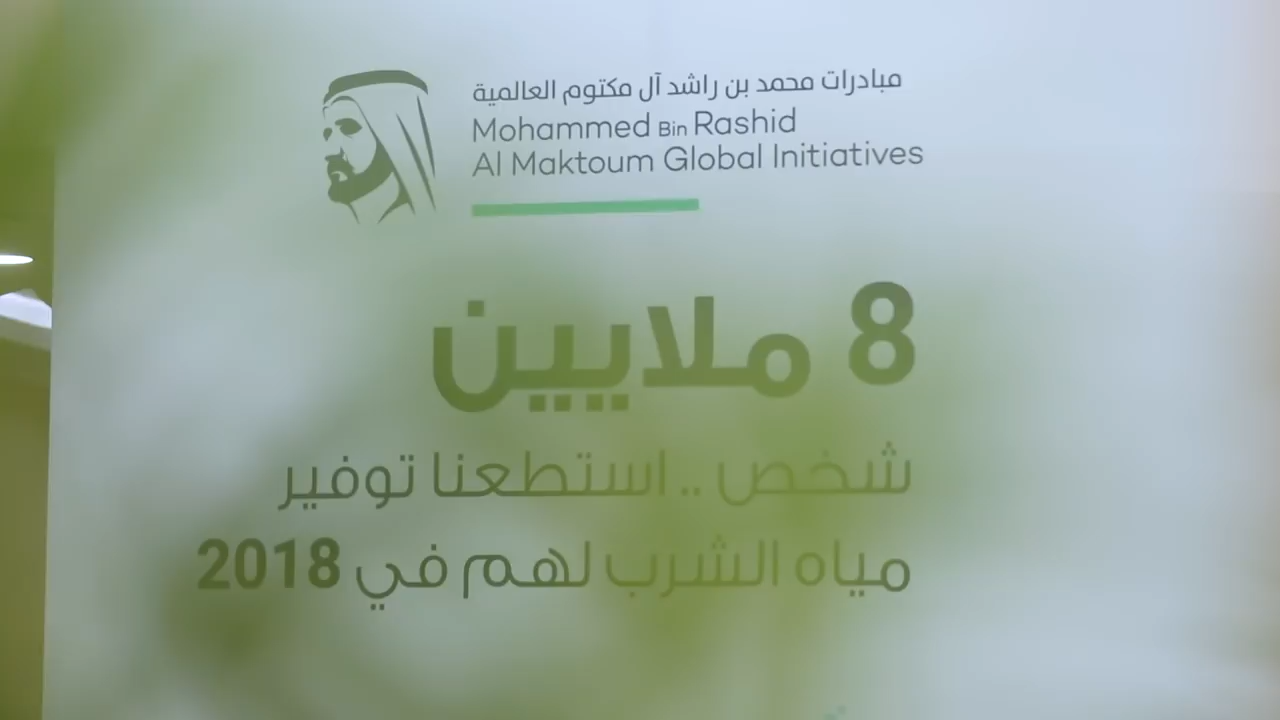 مبادرات محمد بن راشد آل مكتوم العالمية
Mohammed Bin Rashid
Al Maktoum Global Initiatives
8 ملايين
شخص .. استطعنا توفير
مياه الشرب لهم في 2018